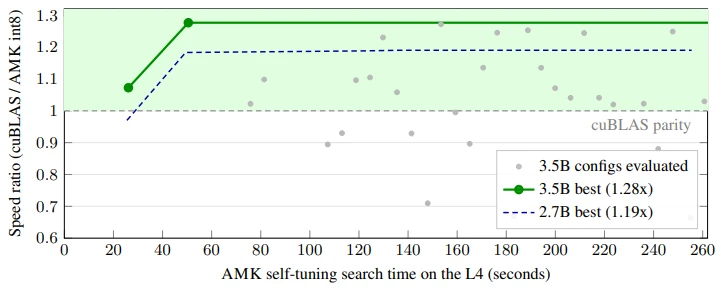 Speed ratio (cuBLAS / AMK int8)
1.3
1.2
1.1
1
0.9
0.8
0.7
0.6
cuBLAS parity
3.5B configs evaluated
3.5B best (1.28x)
2.7B best (1.19x)
0 20 40 60 80 100 120 140 160 180 200 220 240 260
AMK self-tuning search time on the L4 (seconds)